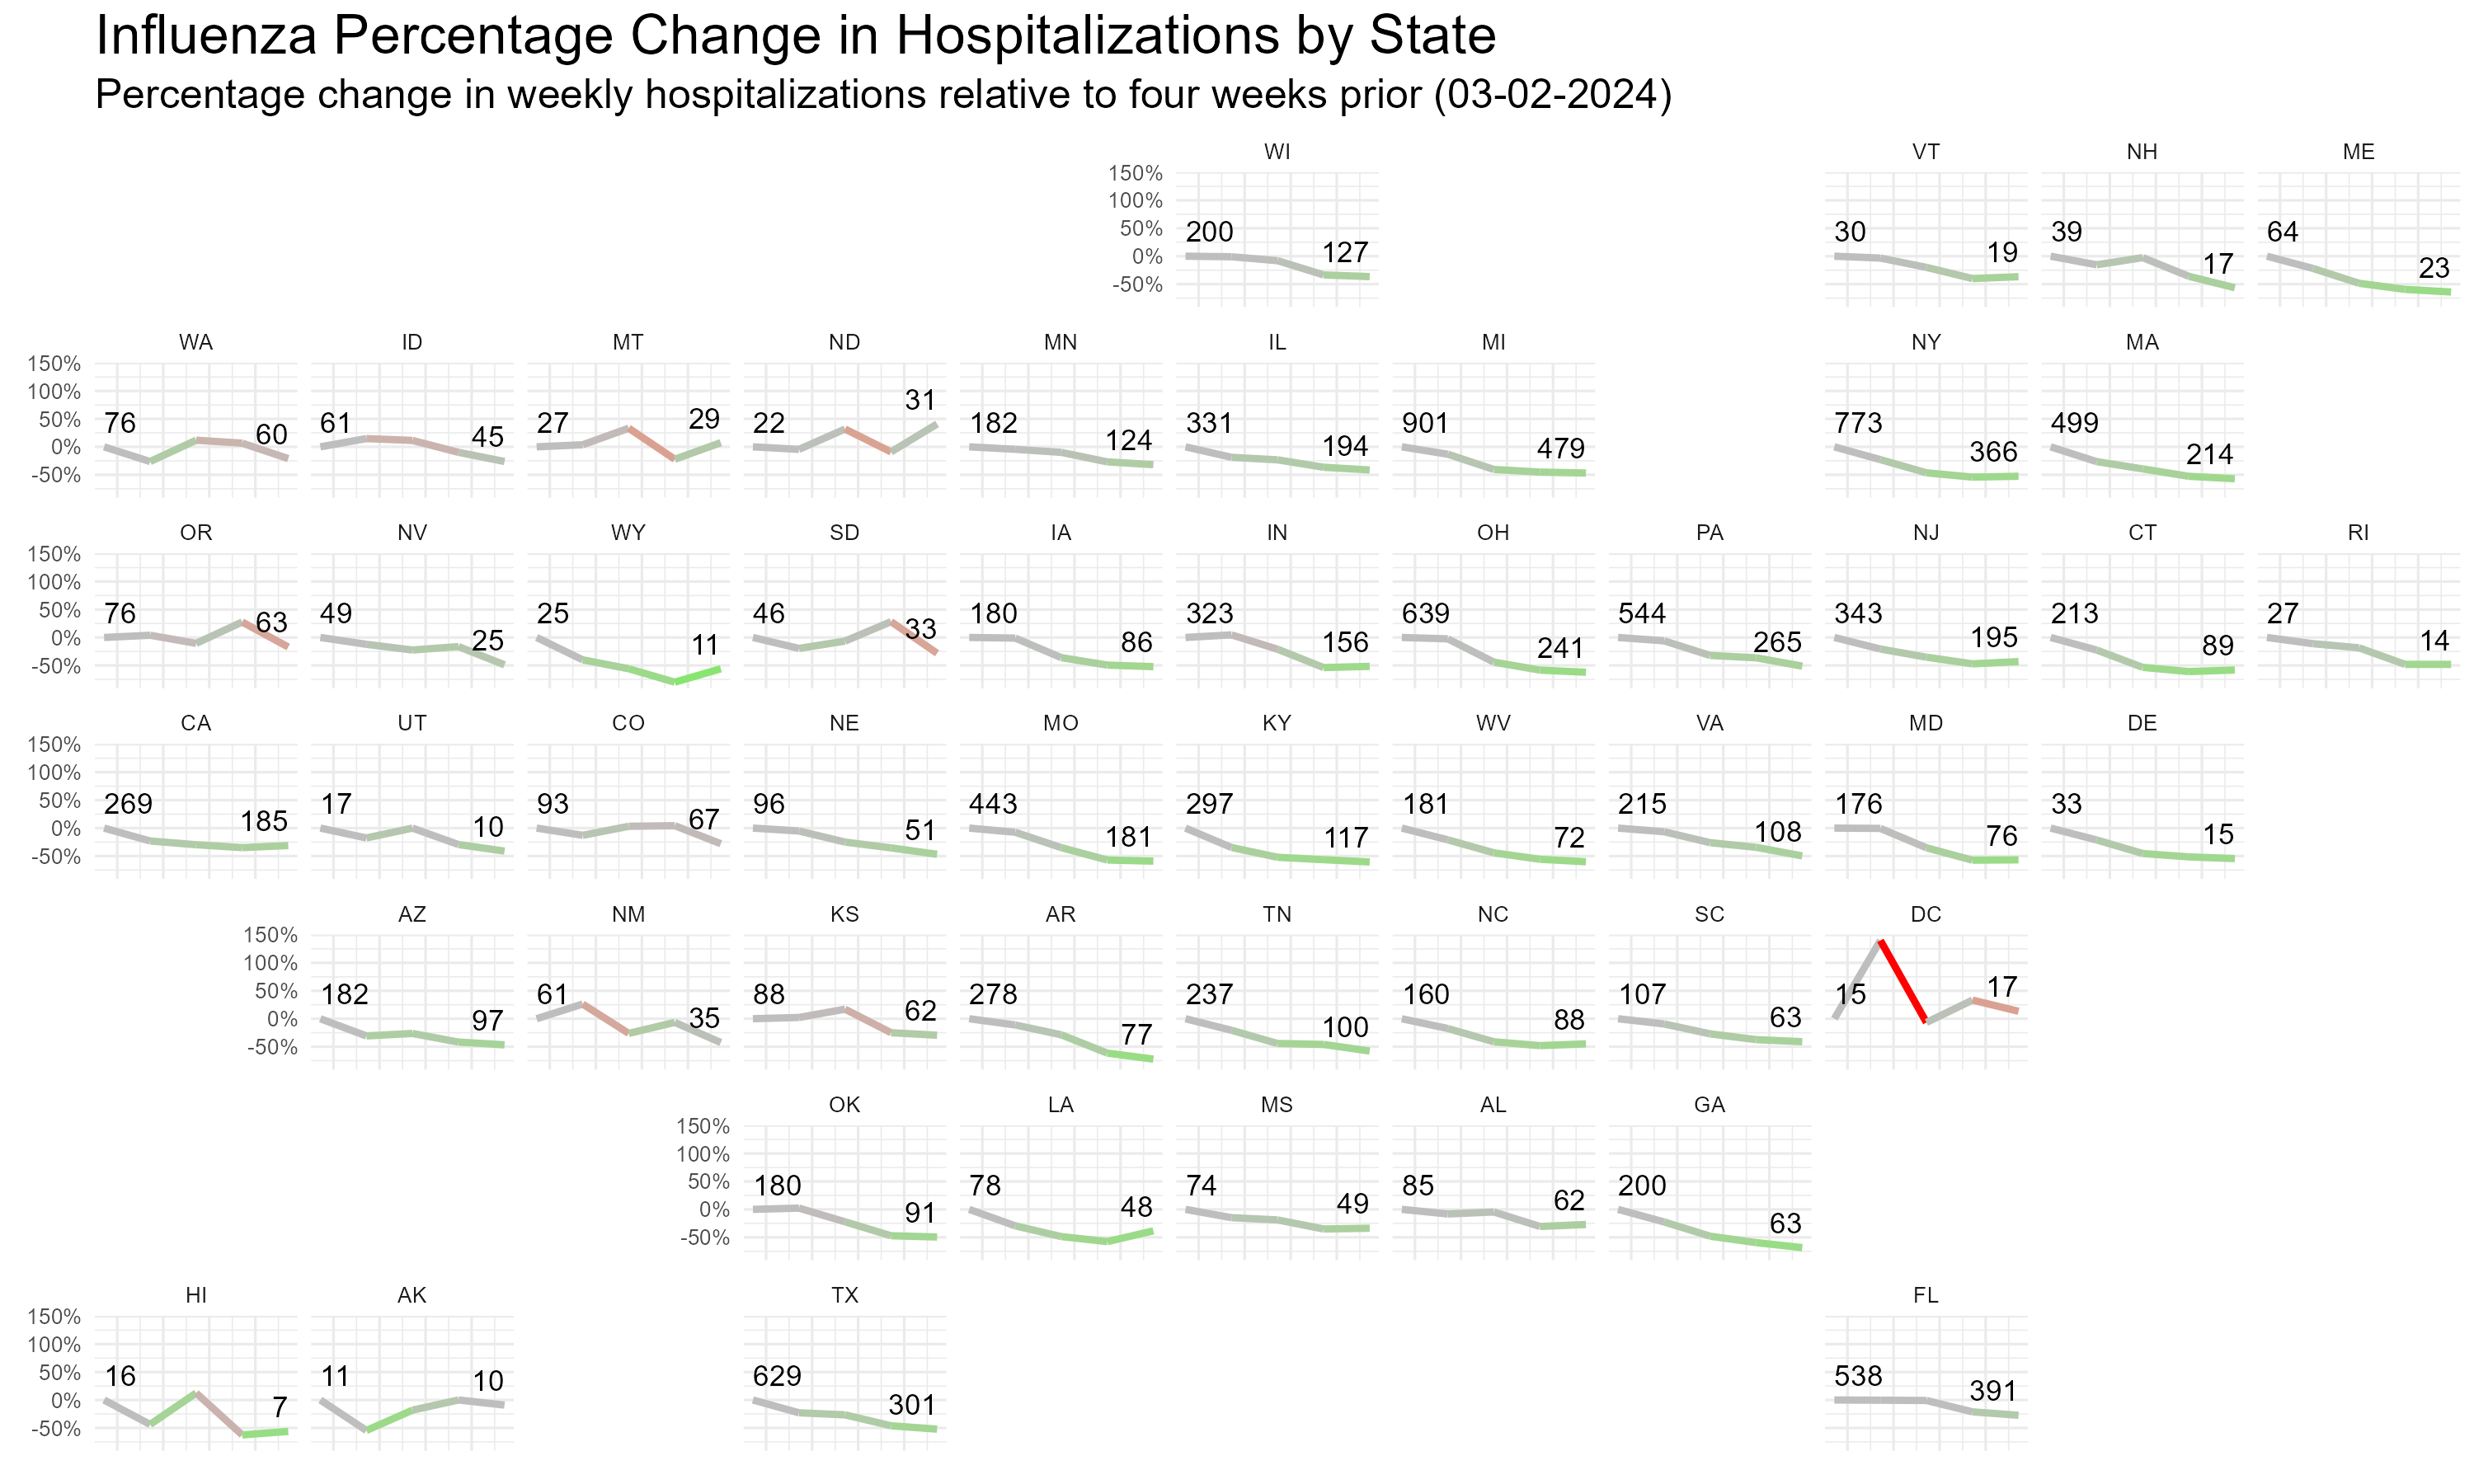 Influenza Percentage Change in Hospitalizations by State
Percentage change in weekly hospitalizations relative to four weeks prior (03-02-2024)
WI VT NH ME
150%
100%
50%
0%
-50%
200 127 30 19 39 17 64 23
WA ID MT ND MN IL MI NY MA
150%
100%
50%
0%
-50%
76 60 61 45 27 29 22 31 182 124 331 194 901 479 773 366 499 214
OR NV WY SD IA IN OH PA NJ CT RI
150%
100%
50%
0%
-50%
76 63 49 25 25 11 46 33 180 86 323 156 639 241 544 265 343 195 213 89 27 14
CA UT CO NE MO KY WV VA MD DE
150%
100%
50%
0%
-50%
269 185 17 10 93 67 96 51 443 181 297 117 181 72 215 108 176 76 33 15
AZ NM KS AR TN NC SC DC
150%
100%
50%
0%
-50%
182 97 61 35 88 62 278 77 237 100 160 88 107 63 15 17
OK LA MS AL GA
150%
100%
50%
0%
-50%
180 91 78 48 74 49 85 62 200 63
HI AK TX FL
150%
100%
50%
0%
-50%
16 7 11 10 629 301 538 391